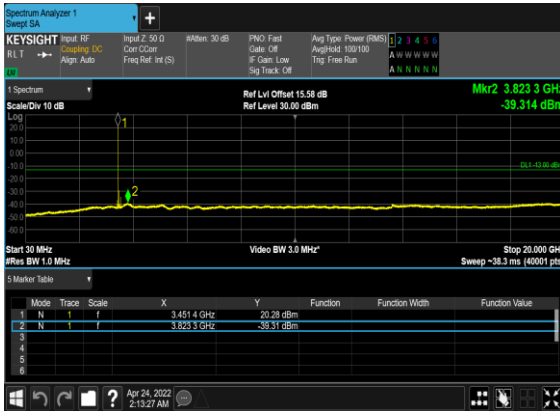 Spectrum Analyzer 1
Swept SA
+
KEYSIGHT Input: RF Input Z: 50 Ω #Atten: 30 dB PNO: Fast Avg Type: Power (RMS) 1 2 3 4 5 6
RLT Coupling: DC Corr CCorr Gate: Off Avg|Hold: 100/100 A W W W W W
Align: Auto Freq Ref: Int (S) IF Gain: Low Trig: Free Run
Sig Track: Off A N N N N N
1 Spectrum
Ref Lvl Offset 15.58 dB Mkr2 3.823 3 GHz
Scale/Div 10 dB Ref Level 30.00 dBm -39.314 dBm
Log
20.0
10.0
0.00
-10.0
-20.0
-30.0
-40.0
-50.0
-60.0
1
2
DL1 -13.00 dBm
Start 30 MHz Video BW 3.0 MHz* Stop 20.000 GHz
#Res BW 1.0 MHz Sweep ~38.3 ms (40001 pts)
5 Marker Table
Mode Trace Scale X Y Function Function Width Function Value
1 N 1 f 3.451 4 GHz 20.28 dBm
2 N 1 f 3.823 3 GHz -39.31 dBm
3
4
5
6
? Apr 24, 2022
2:13:27 AM